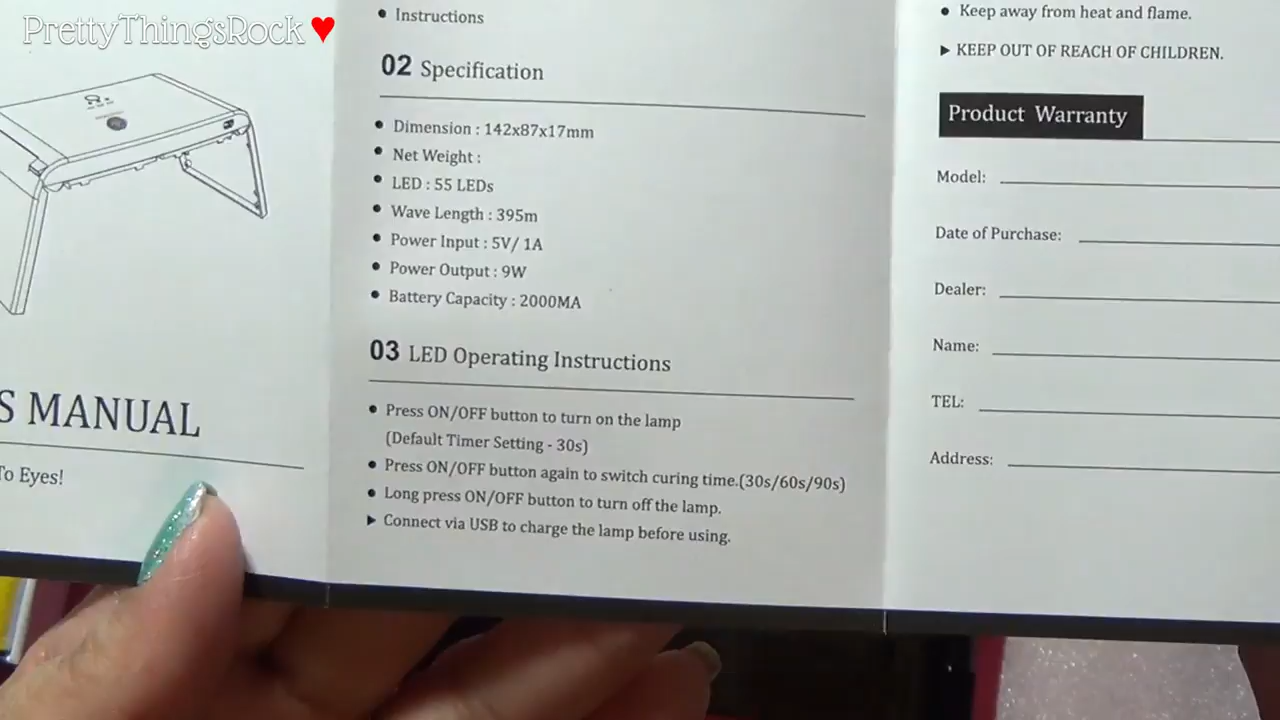 PrettyThingsRock
S MANUAL
To Eyes!
Instructions
02 Specification
Dimension : 142x87x17mm
Net Weight :
LED : 55 LEDs
Wave Length : 395m
Power Input : 5V/ 1A
Power Output : 9W
Battery Capacity : 2000MA
03 LED Operating Instructions
Press ON/OFF button to turn on the lamp
(Default Timer Setting - 30s)
Press ON/OFF button again to switch curing time.(30s/60s/90s)
Long press ON/OFF button to turn off the lamp.
Connect via USB to charge the lamp before using.
Keep away from heat and flame.
KEEP OUT OF REACH OF CHILDREN.
Product Warranty
Model:
Date of Purchase:
Dealer:
Name:
TEL:
Address: